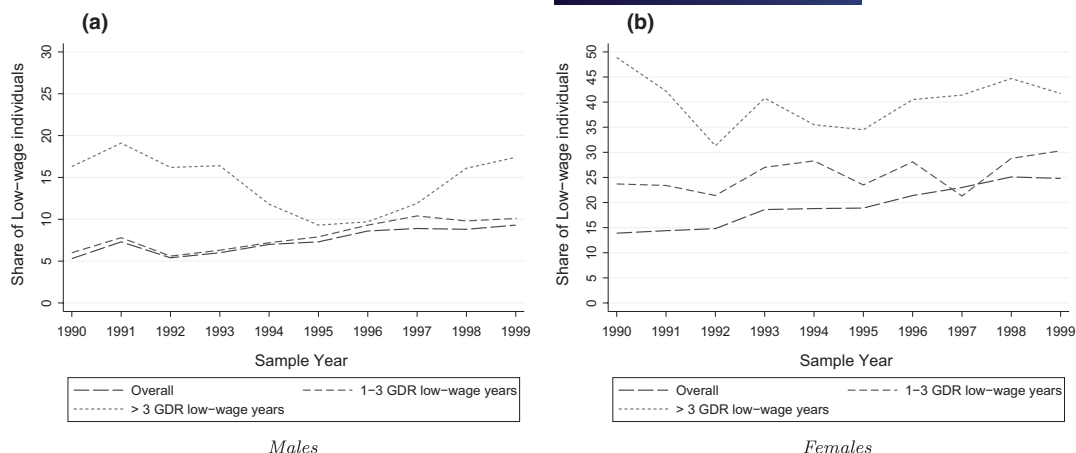 (a)
Share of Low−wage individuals
30
25
20
15
10
5
0
1990 1991 1992 1993 1994 1995 1996 1997 1998 1999
Sample Year
Overall 1−3 GDR low−wage years
> 3 GDR low−wage years
Males
(b)
Share of Low−wage individuals
50
45
40
35
30
25
20
15
10
5
0
1990 1991 1992 1993 1994 1995 1996 1997 1998 1999
Sample Year
Overall 1−3 GDR low−wage years
> 3 GDR low−wage years
Females